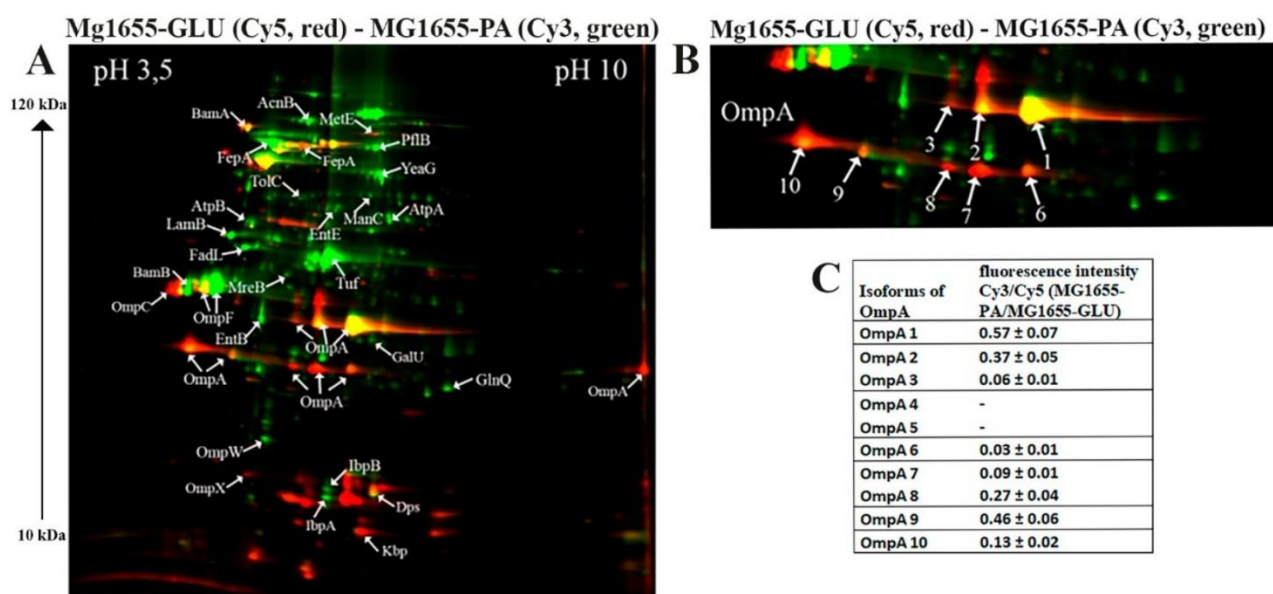 Mg1655-GLU (Cy5, red) - MG1655-PA (Cy3, green)
A
pH 3,5
pH 10
120 kDa
10 kDa
AcnB
BamA
MetE
PflB
FepA
FepA
YeaG
TolC
ManC
AtpB
AtpA
LamB
EntE
FadL
BamB
MreB
Tuf
OmpC
OmpF
EntB
OmpA
GalU
OmpA
OmpA
GlnQ
OmpA
OmpW
IbpB
OmpX
Dps
IbpA
Kbp
Mg1655-GLU (Cy5, red) - MG1655-PA (Cy3, green)
B
OmpA
3
2
1
10
9
8
7
6
C
Isoforms of
OmpA
fluorescence intensity
Cy3/Cy5 (MG1655-
PA/MG1655-GLU)
OmpA 1 0.57 ± 0.07
OmpA 2 0.37 ± 0.05
OmpA 3 0.06 ± 0.01
OmpA 4 -
OmpA 5 -
OmpA 6 0.03 ± 0.01
OmpA 7 0.09 ± 0.01
OmpA 8 0.27 ± 0.04
OmpA 9 0.46 ± 0.06
OmpA 10 0.13 ± 0.02